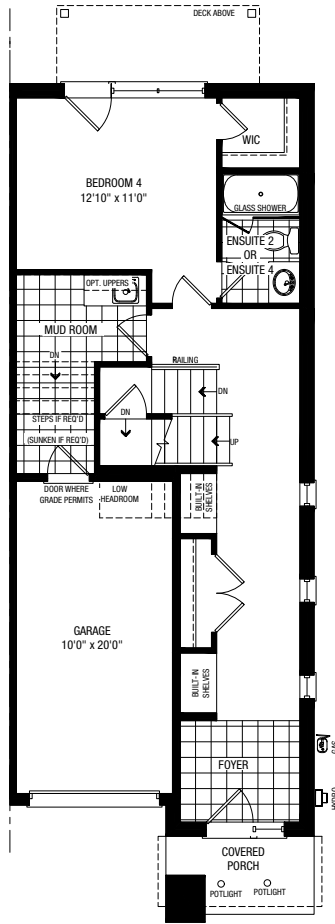 DECK ABOVE
WIC
BEDROOM 4
12'10" x 11'0"
GLASS SHOWER
ENSUITE 2
OR
ENSUITE 4
OPT. UPPERS
MUD ROOM
DN
RAILING
DN
DN
UP
STEPS IF REQ'D
(SUNKEN IF REQ'D)
DOOR WHERE
GRADE PERMITS
LOW
HEADROOM
BUILT-IN
SHELVES
GARAGE
10'0" x 20'0"
BUILT-IN
SHELVES
FOYER
GAS
HYDRO
COVERED
PORCH
POTLIGHT
POTLIGHT